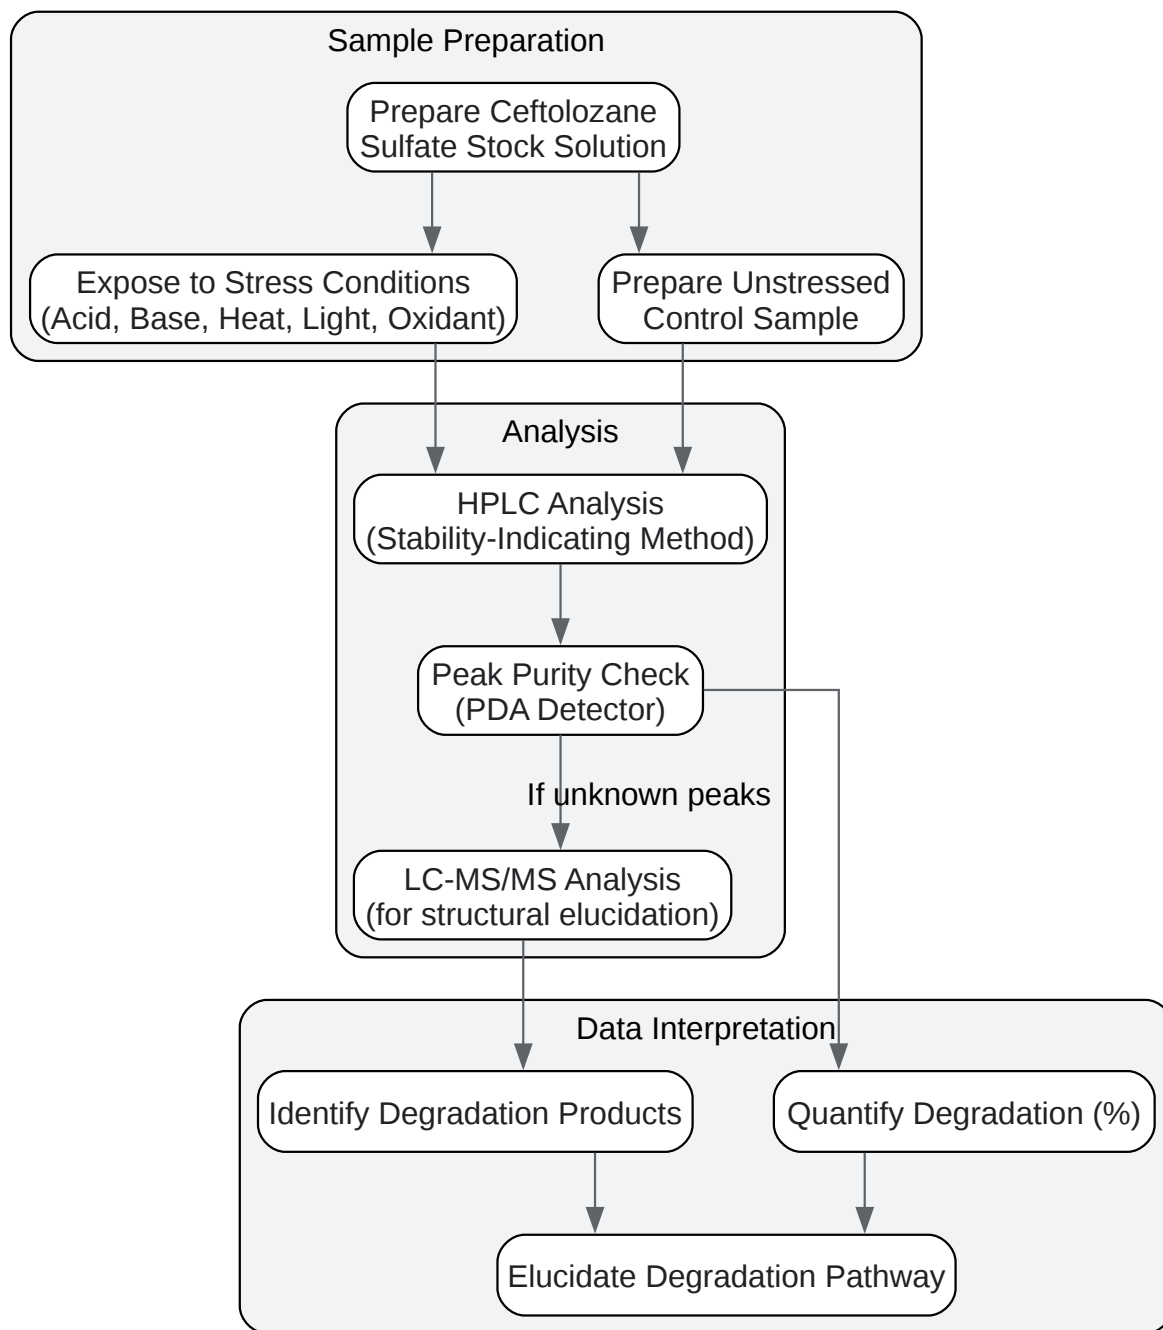 Sample Preparation
Prepare Ceftolozane
Sulfate Stock Solution
Expose to Stress Conditions
(Acid, Base, Heat, Light, Oxidant)
Prepare Unstressed
Control Sample
Analysis
HPLC Analysis
(Stability-Indicating Method)
Peak Purity Check
(PDA Detector)
If unknown peaks
LC-MS/MS Analysis
(for structural elucidation)
Data Interpretation
Identify Degradation Products
Quantify Degradation (%)
Elucidate Degradation Pathway